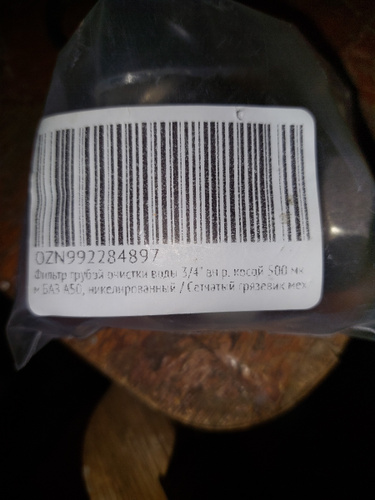 OZN992284897
Фильтр грубой очистки воды 3/4" вн р, косой 500 мк
м БАЗ А50, никелированный / Сетчатый грязевик мех